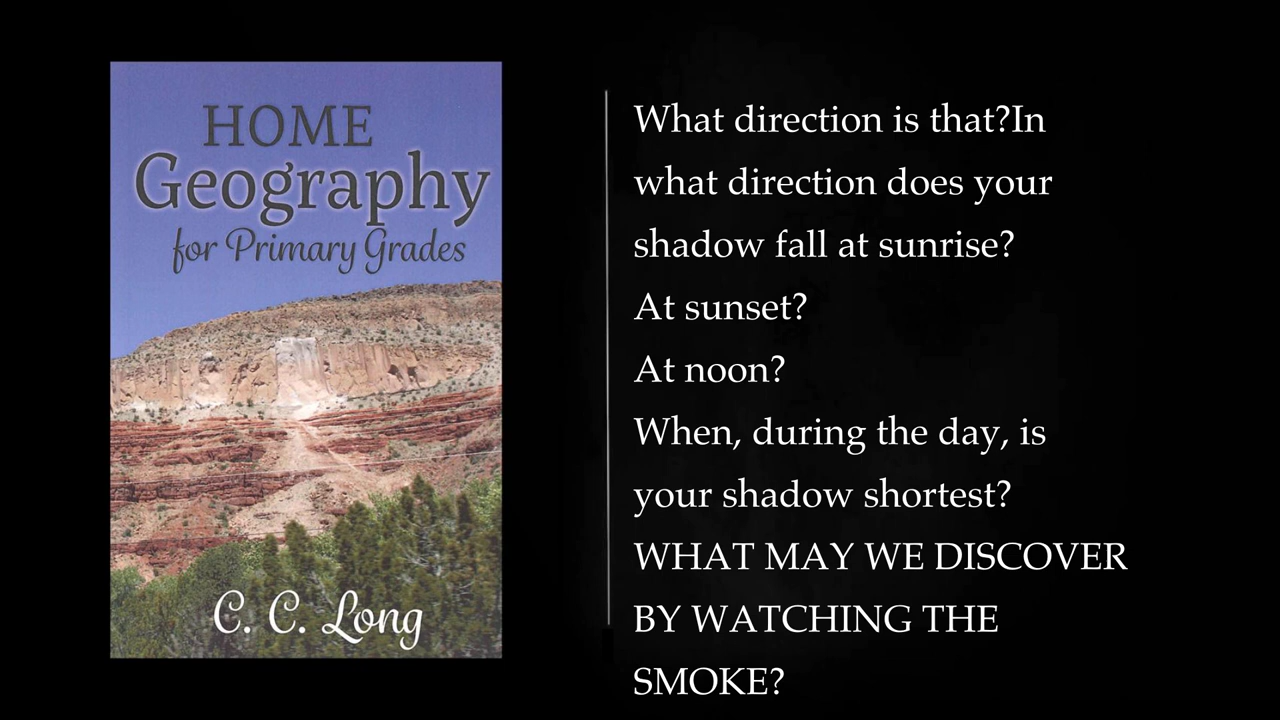 HOME
Geography
for Primary Grades
C. C. Long
What direction is that?In
what direction does your
shadow fall at sunrise?
At sunset?
At noon?
When, during the day, is
your shadow shortest?
WHAT MAY WE DISCOVER
BY WATCHING THE
SMOKE?